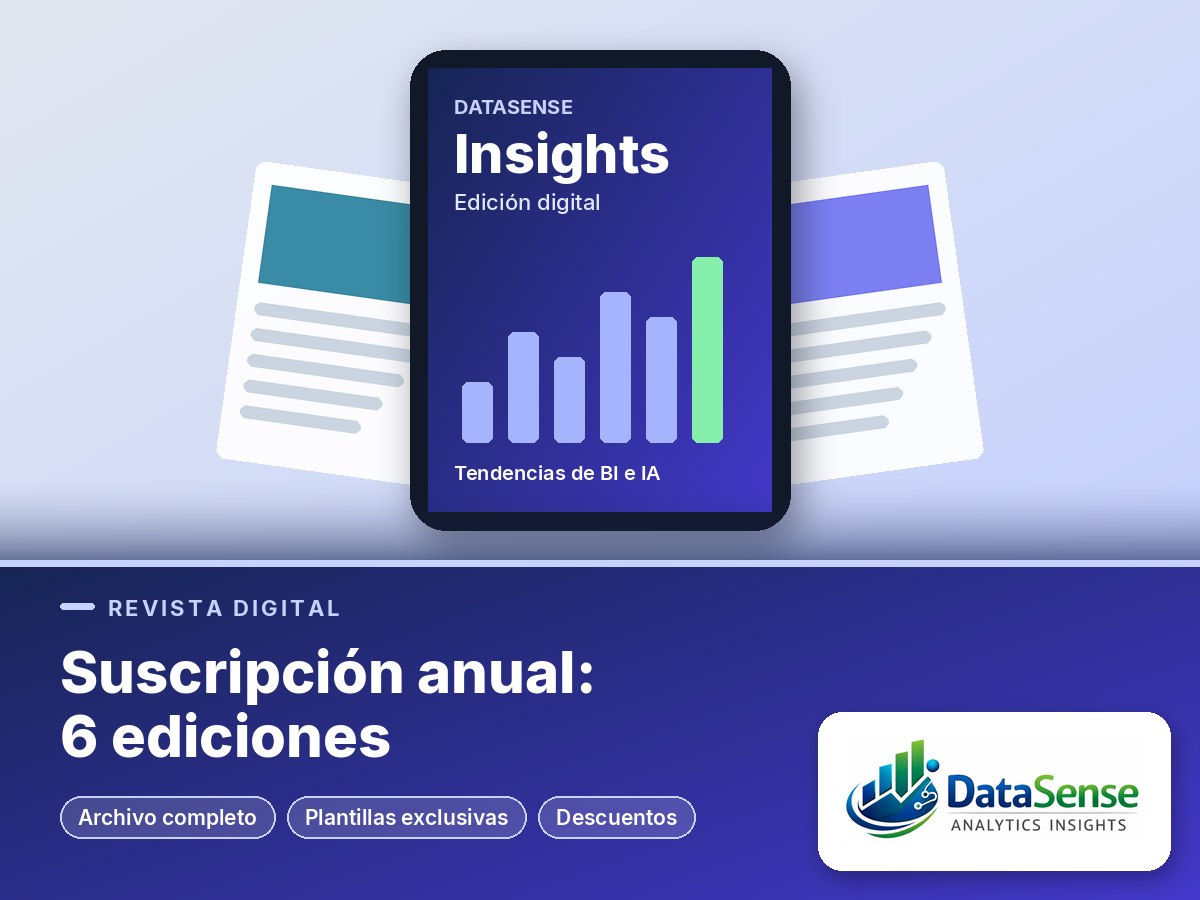 DATASENSE
Insights
Edición digital
Tendencias de BI e IA
REVISTA DIGITAL
Suscripción anual:
6 ediciones
Archivo completo
Plantillas exclusivas
Descuentos
DataSense
ANALYTICS INSIGHTS